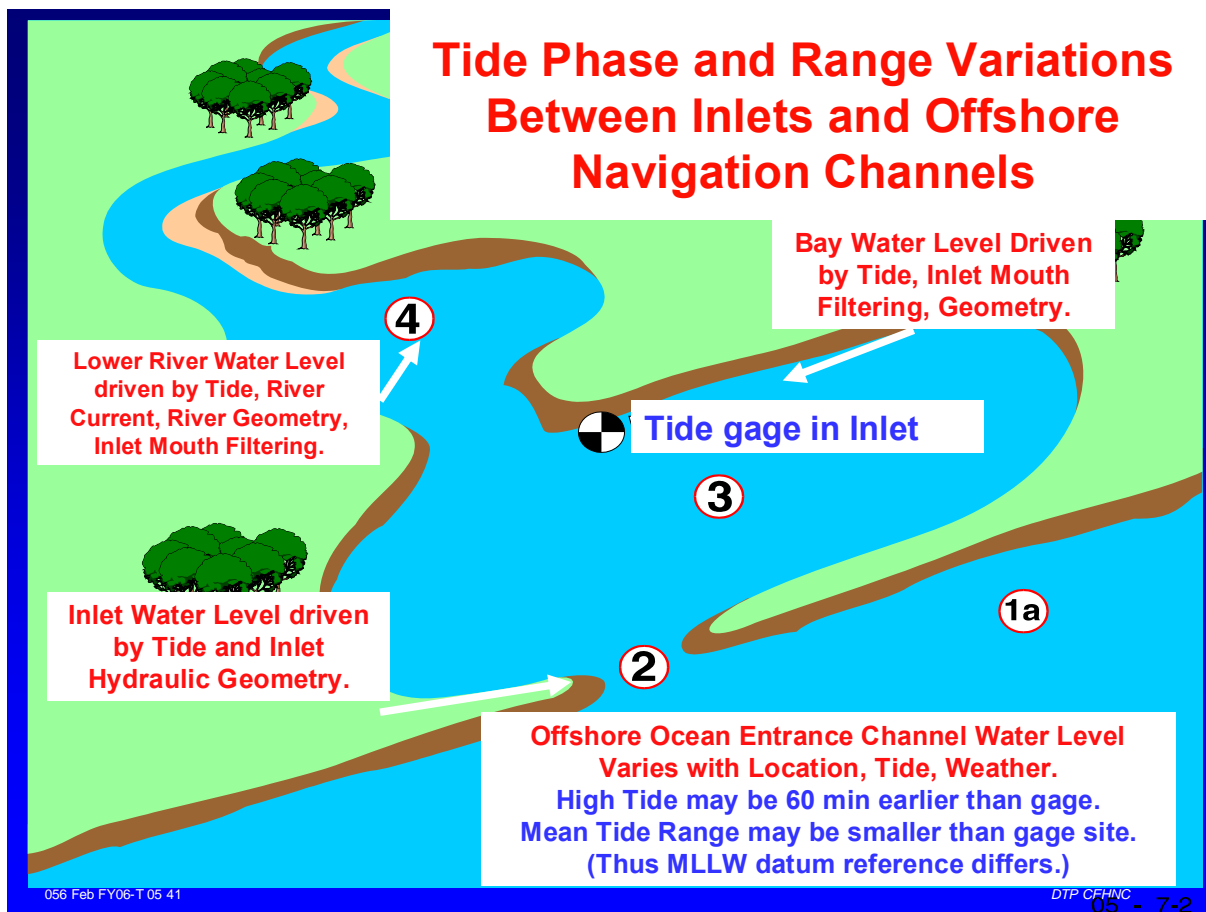 Tide Phase and Range Variations
Between Inlets and Offshore
Navigation Channels
Bay Water Level Driven
by Tide, Inlet Mouth
Filtering, Geometry.
4
Lower River Water Level
driven by Tide, River
Current, River Geometry,
Inlet Mouth Filtering.
Tide gage in Inlet
3
1a
Inlet Water Level driven
by Tide and Inlet
Hydraulic Geometry.
2
Offshore Ocean Entrance Channel Water Level
Varies with Location, Tide, Weather.
High Tide may be 60 min earlier than gage.
Mean Tide Range may be smaller than gage site.
(Thus MLLW datum reference differs.)
056 Feb FY06-T 05 41
DTP CEHNC
05 - 7-2